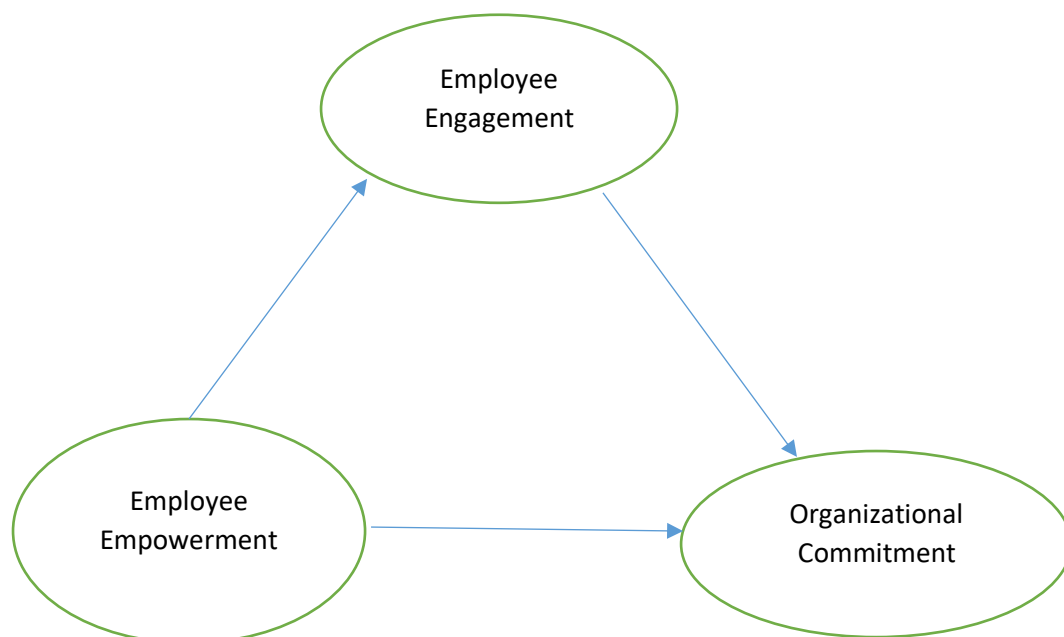 Employee
Engagement
Employee
Empowerment
Organizational
Commitment